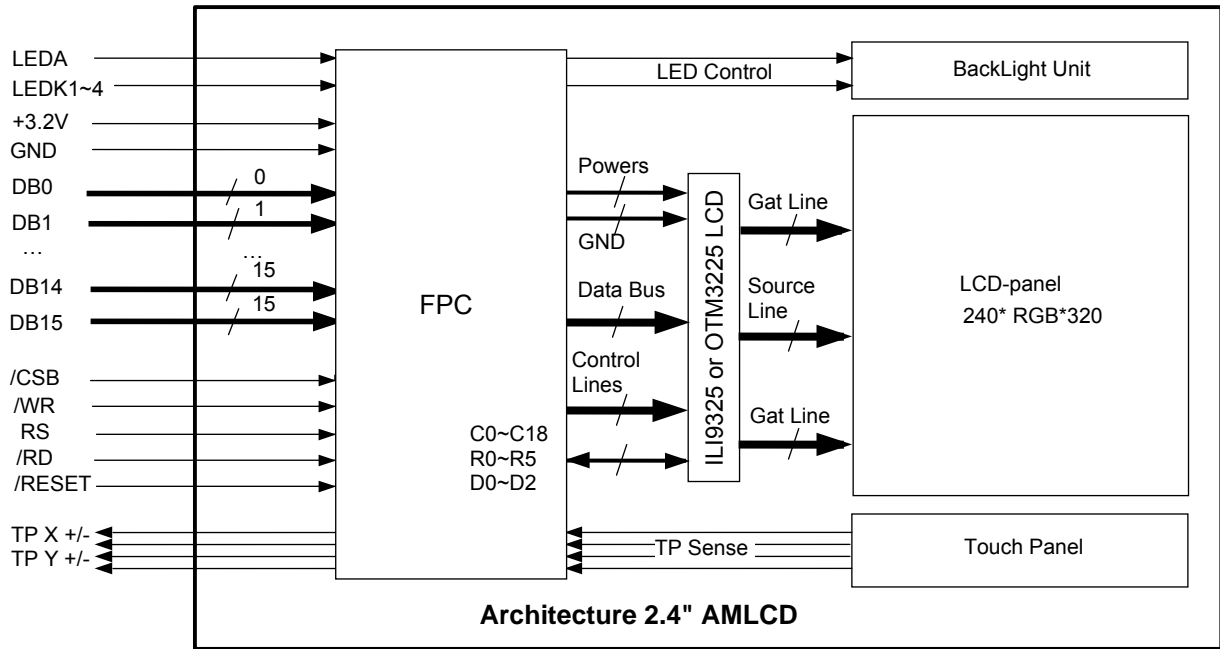 LEDA
LEDK1~4
+3.2V
GND
DB0
0
DB1
1
...
...
DB14
15
DB15
15
/CSB
/WR
RS
/RD
/RESET
TP X +/-
TP Y +/-
FPC
C0~C18
R0~R5
D0~D2
LED Control
Powers
GND
Data Bus
Control
Lines
TP Sense
ILI9325 or OTM3225 LCD
Gat Line
Source
Line
Gat Line
BackLight Unit
LCD-panel
240* RGB*320
Touch Panel
Architecture 2.4" AMLCD